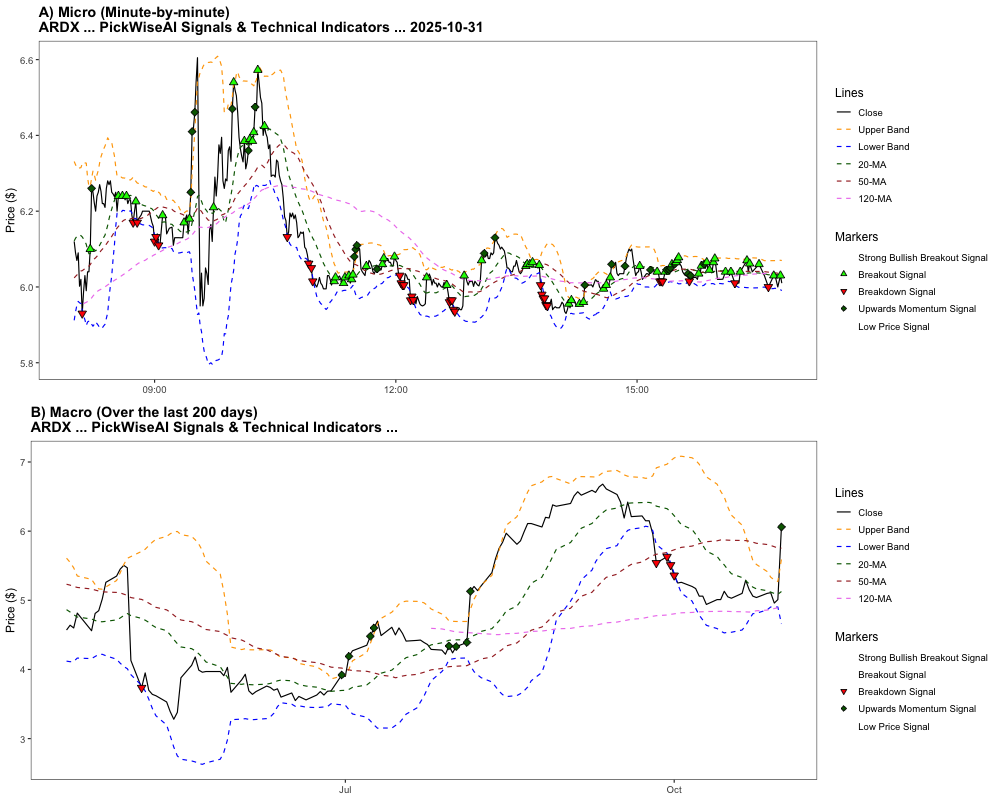 A) Micro (Minute-by-minute)
ARDX ... PickWiseAI Signals & Technical Indicators ... 2025-10-31
Price ($)
6.6
6.4
6.2
6.0
5.8
09:00
12:00
15:00
Lines
Close
Upper Band
Lower Band
20-MA
50-MA
120-MA
Markers
Strong Bullish Breakout Signal
Breakout Signal
Breakdown Signal
Upwards Momentum Signal
Low Price Signal
B) Macro (Over the last 200 days)
ARDX ... PickWiseAI Signals & Technical Indicators ...
Price ($)
7
6
5
4
3
Jul
Oct
Lines
Close
Upper Band
Lower Band
20-MA
50-MA
120-MA
Markers
Strong Bullish Breakout Signal
Breakout Signal
Breakdown Signal
Upwards Momentum Signal
Low Price Signal